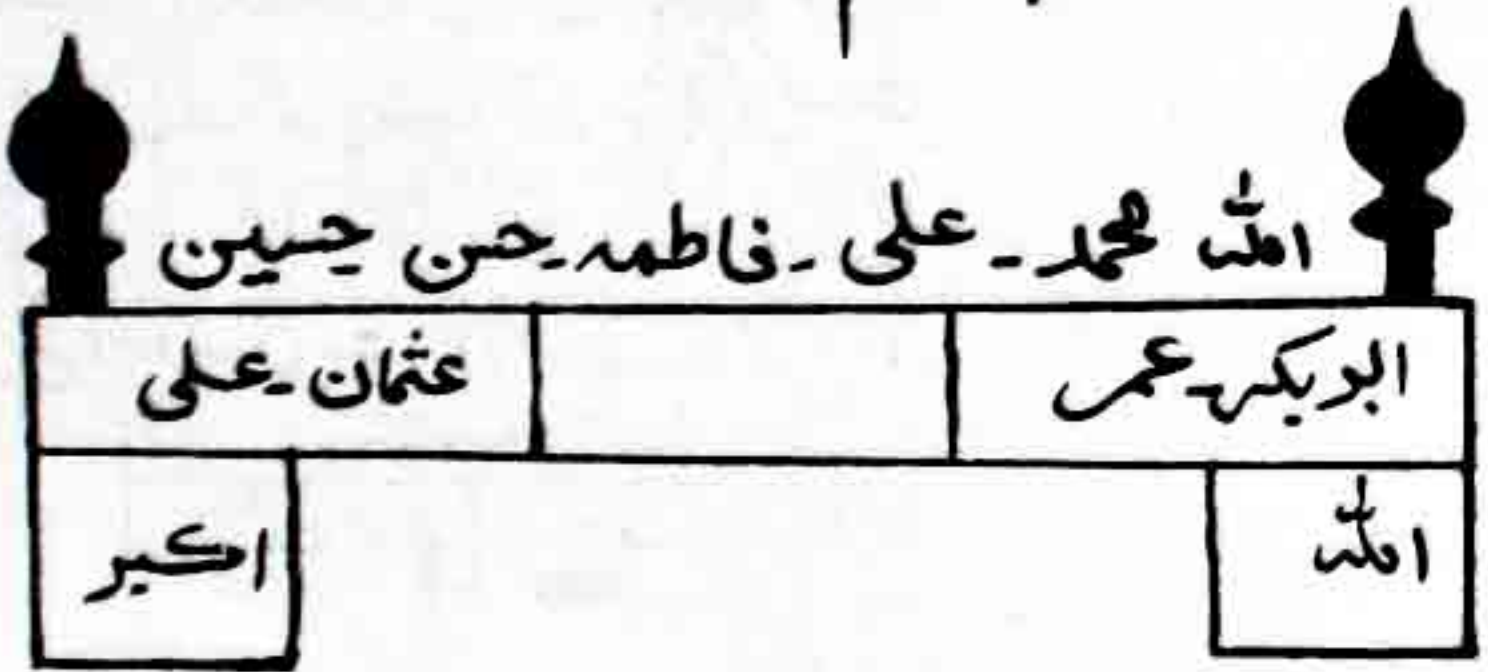 اللہ محمد - علی - فاطمہ - حسن حسین
ابوبکر - عمر عثمان - علی
اللہ اکبر